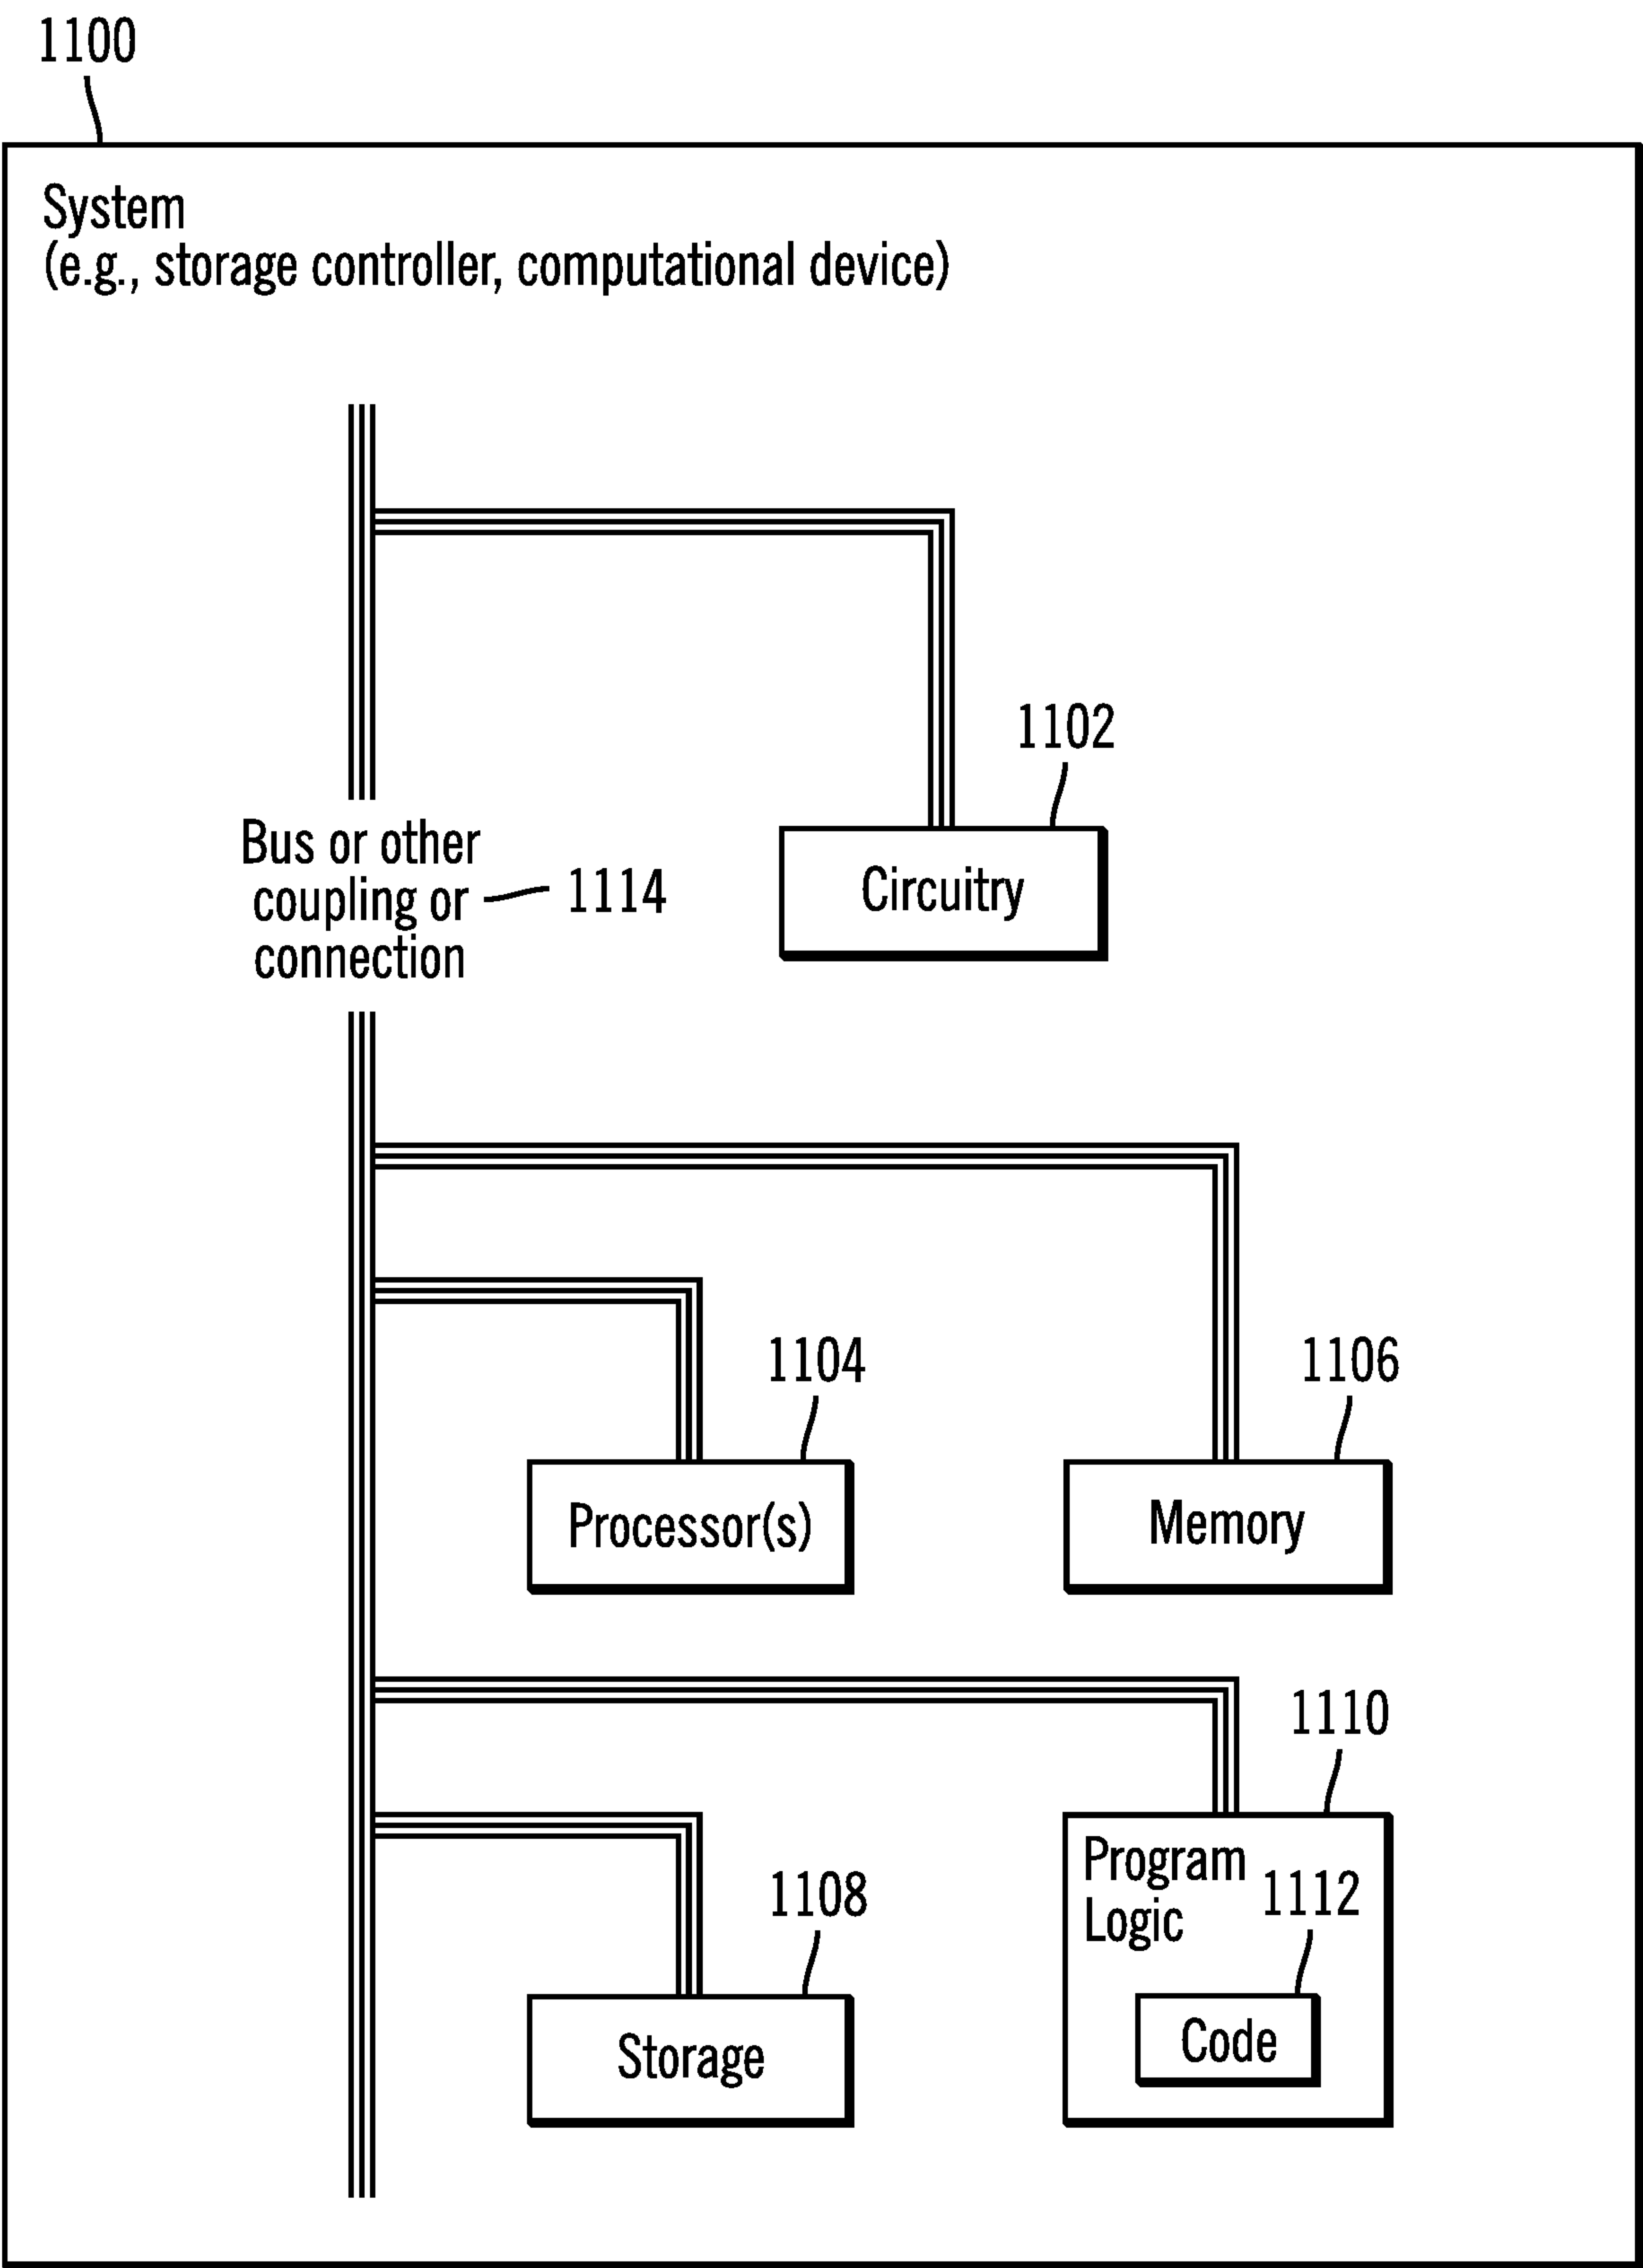 1100
System
(e.g., storage controller, computational device)
1102
Bus or other
coupling or
connection
1114
Circuitry
1104
1106
Processor(s)
Memory
1110
Program
Logic
1108
1112
Storage
Code